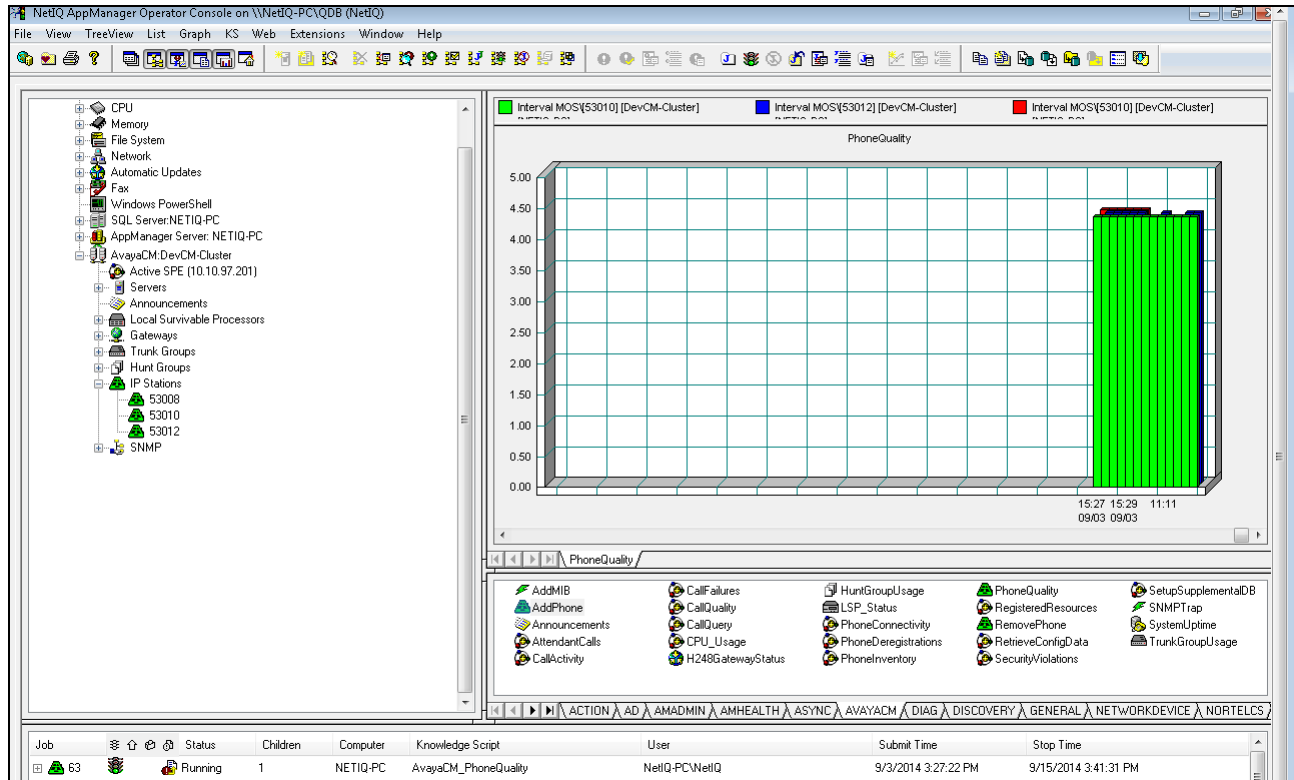 NetIQ AppManager Operator Console on \\NetIQ-PC\QDB (NetIQ)
File View TreeView List Graph KS Web Extensions Window Help
CPU
Memory
File System
Network
Automatic Updates
Fax
Windows PowerShell
SQL Server:NETIQ-PC
AppManager Server: NETIQ-PC
AvayaCM:DevCM-Cluster
Active SPE (10.10.97.201)
Servers
Announcements
Local Survivable Processors
Gateways
Trunk Groups
Hunt Groups
IP Stations
53008
53010
53012
SNMP
Interval MOS\[53010] [DevCM-Cluster] Interval MOS\[53012] [DevCM-Cluster] Interval MOS\[53010] [DevCM-Cluster]
PhoneQuality
5.00
4.50
4.00
3.50
3.00
2.50
2.00
1.50
1.00
0.50
0.00
15:27 15:29 11:11
09/03 09/03
PhoneQuality
AddMIB CallFailures HuntGroupUsage PhoneQuality SetupSupplementalDB
AddPhone CallQuality LSP_Status RegisteredResources SNMPTrap
Announcements CallQuery PhoneConnectivity RemovePhone SystemUptime
AttendantCalls CPU_Usage PhoneDeregistrations RetrieveConfigData TrunkGroupUsage
CallActivity H248GatewayStatus PhoneInventory SecurityViolations
ACTION AD AMADMIN AMHEALTH ASYNC AVAYACM DIAG DISCOVERY GENERAL NETWORKDEVICE NORTELCS
Job Status Children Computer Knowledge Script User Submit Time Stop Time
63 Running 1 NETIQ-PC AvayaCM_PhoneQuality NetIQ-PC\NetIQ 9/3/2014 3:27:22 PM 9/15/2014 3:41:31 PM